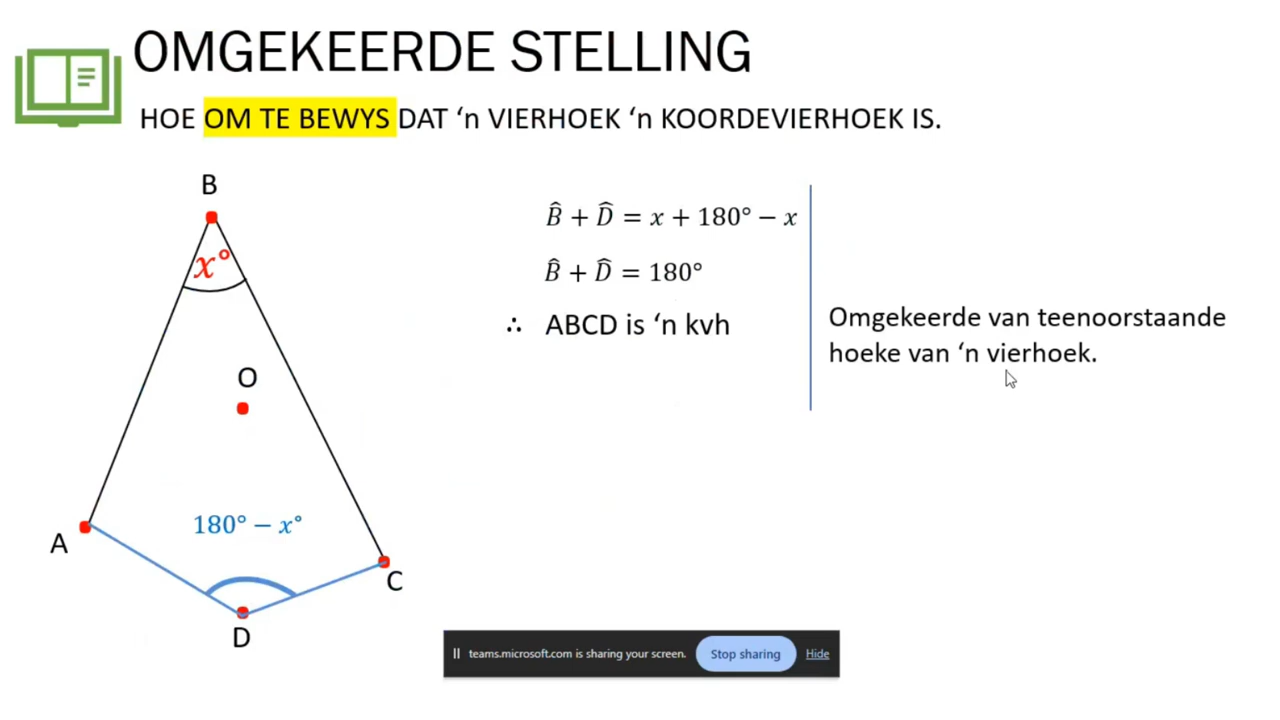 OMGEKEERDE STELLING
HOE OM TE BEWYS DAT ‘n VIERHOEK ‘n KOORDEVIERHOEK IS.
B
x°
O
180° − x°
A
C
D
B̂ + D̂ = x + 180° − x
B̂ + D̂ = 180°
∴ ABCD is ‘n kvh
Omgekeerde van teenoorstaande
hoeke van ‘n vierhoek.
teams.microsoft.com is sharing your screen. Stop sharing Hide